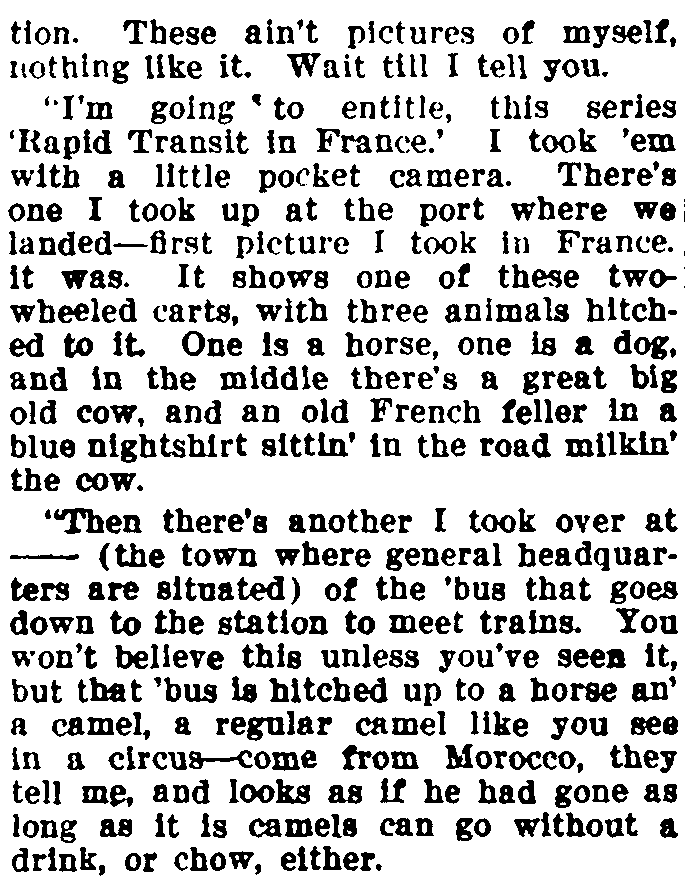 tion. These ain't pictures of myself,
nothing like it. Wait till I tell you.
"I'm going to entitle, this series
'Rapid Transit in France.' I took 'em
with a little pocket camera. There's
one I took up at the port where we
landed—first picture I took in France.
it was. It shows one of these two-
wheeled carts, with three animals hitch-
ed to it. One is a horse, one is a dog,
and in the middle there's a great big
old cow, and an old French feller in a
blue nightshirt sittin' in the road milkin'
the cow.
"Then there's another I took over at
—— (the town where general headquar-
ters are situated) of the 'bus that goes
down to the station to meet trains. You
won't believe this unless you've seen it,
but that 'bus is hitched up to a horse an'
a camel, a regular camel like you see
in a circus—come from Morocco, they
tell me, and looks as if he had gone as
long as it is camels can go without a
drink, or chow, either.